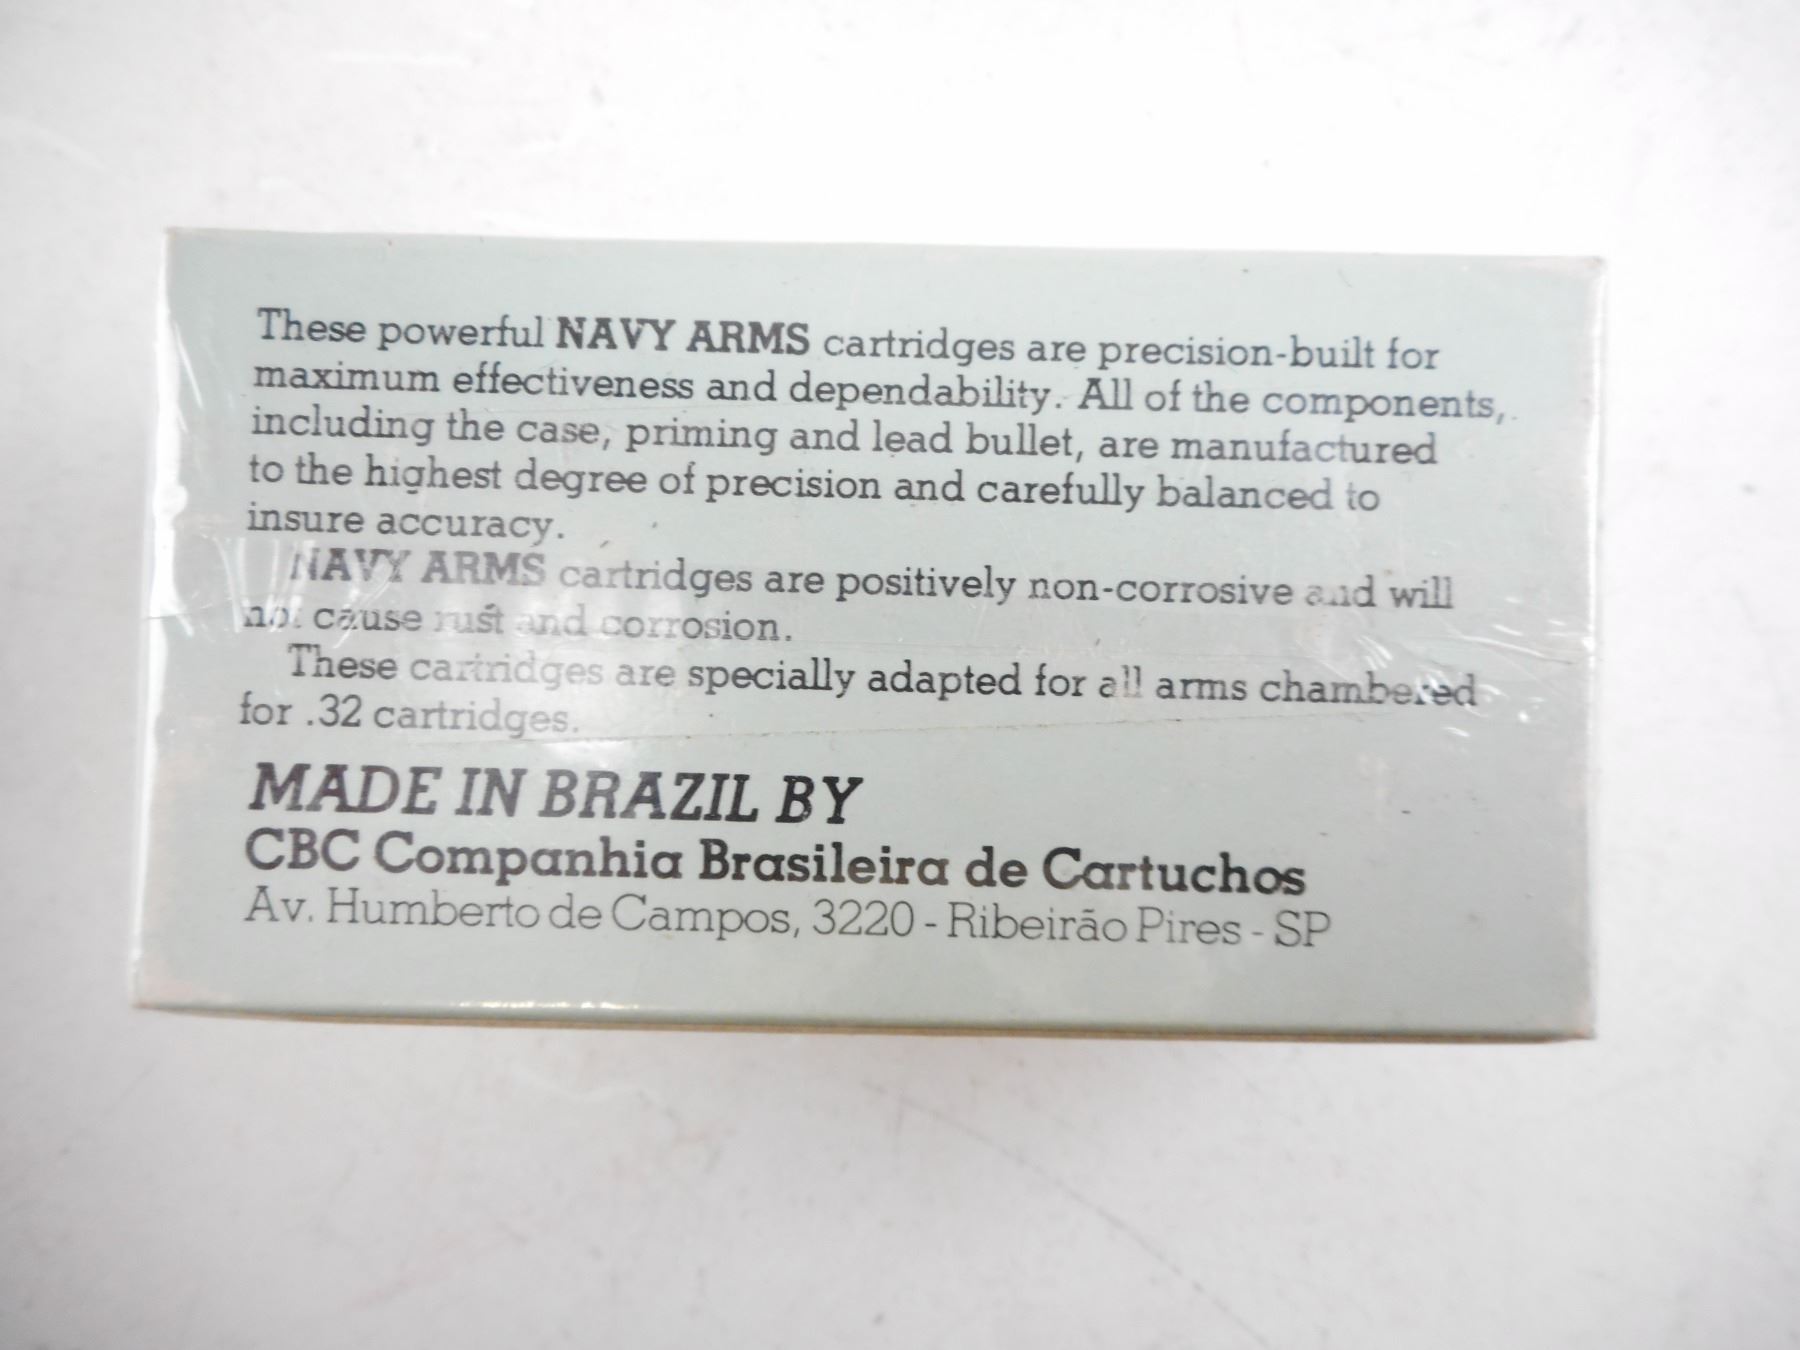 These powerful NAVY ARMS cartridges are precision-built for
maximum effectiveness and dependability. All of the components,
including the case, priming and lead bullet, are manufactured
to the highest degree of precision and carefully balanced to
insure accuracy.
NAVY ARMS cartridges are positively non-corrosive and will
not cause rust and corrosion.
These cartridges are specially adapted for all arms chambered
for .32 cartridges.
MADE IN BRAZIL BY
CBC Companhia Brasileira de Cartuchos
Av. Humberto de Campos, 3220 - Ribeirão Pires - SP